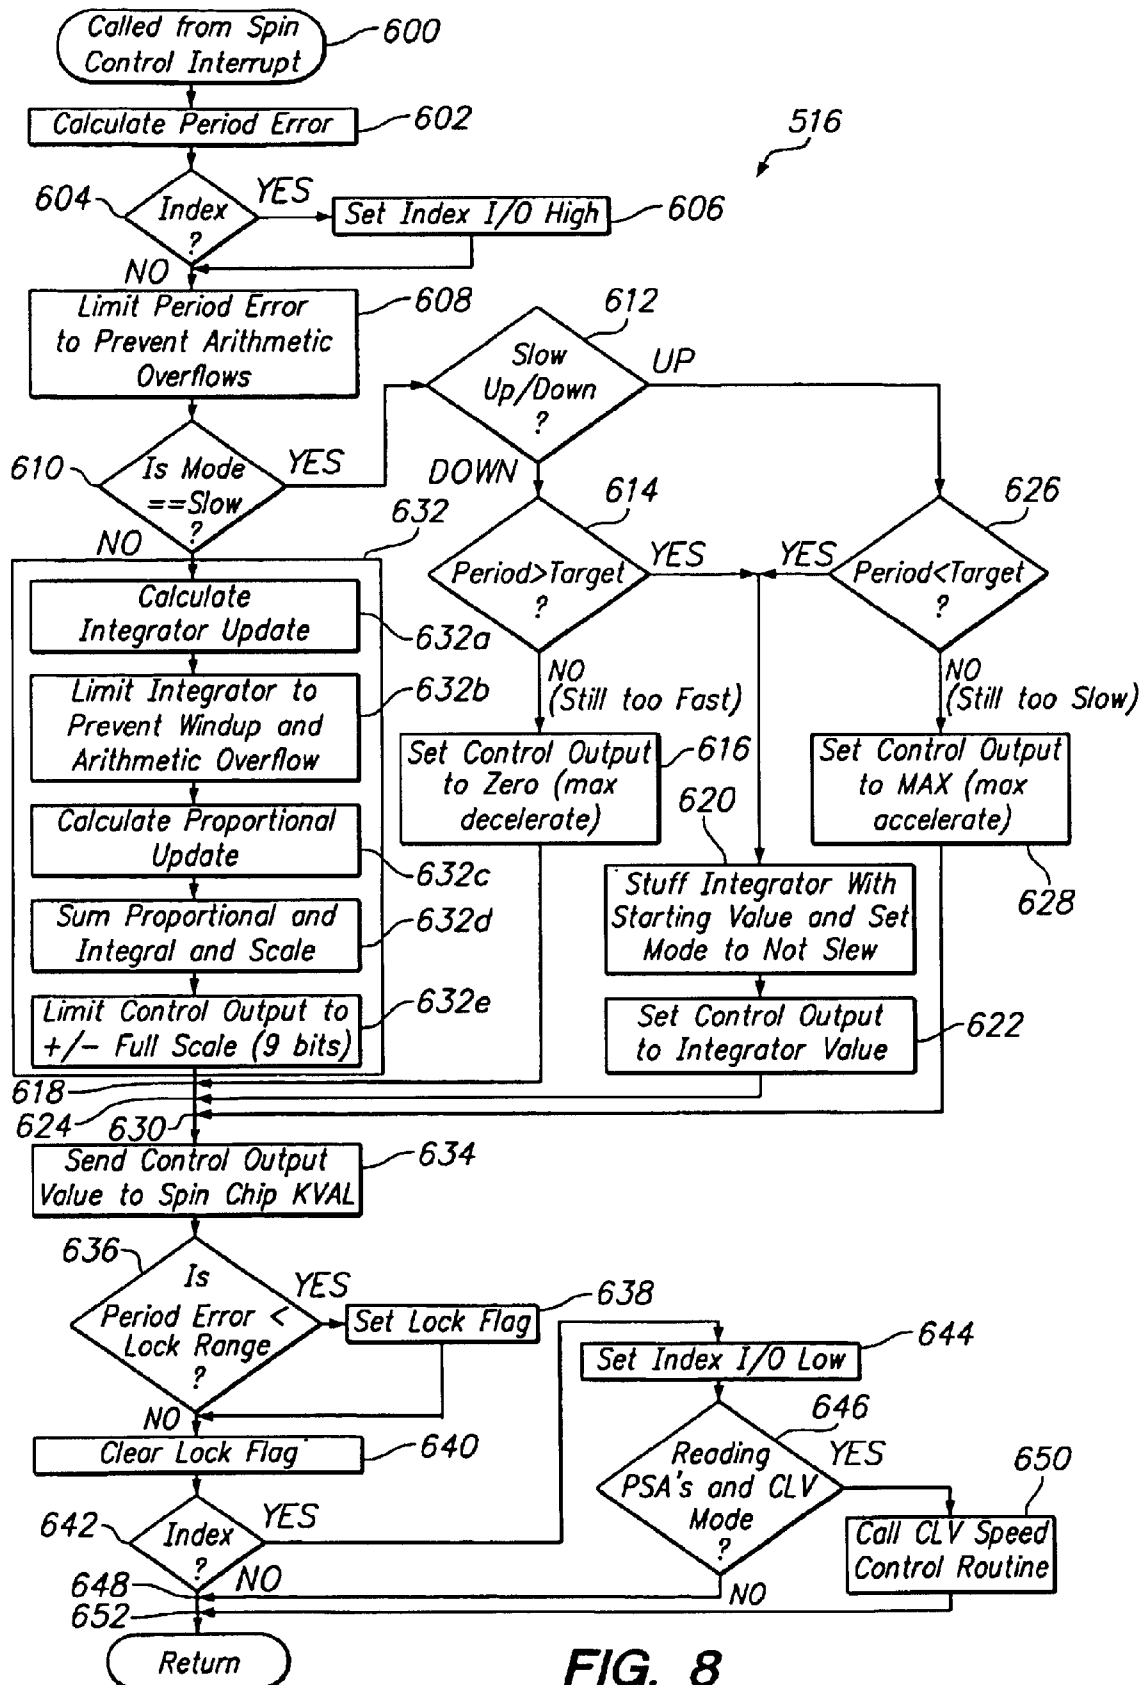 Called from Spin
Control Interrupt
600
Calculate Period Error
602
516
604
Index
?
YES
Set Index I/O High
606
NO
Limit Period Error
to Prevent Arithmetic
Overflows
608
612
Slow
Up/Down
?
UP
610
Is Mode
==Slow
?
YES
DOWN
614
626
NO
632
Period>Target
?
YES
YES
Period<Target
?
Calculate
Integrator Update
632a
NO
(Still too Fast)
NO
(Still too Slow)
Limit Integrator to
Prevent Windup and
Arithmetic Overflow
632b
Set Control Output
to Zero (max
decelerate)
616
Set Control Output
to MAX (max
accelerate)
628
620
Calculate Proportional
Update
632c
Stuff Integrator With
Starting Value and Set
Mode to Not Slew
Sum Proportional and
Integral and Scale
632d
Limit Control Output to
+/- Full Scale (9 bits)
632e
Set Control Output
to Integrator Value
622
618
624
630
Send Control Output
Value to Spin Chip KVAL
634
636
Is
Period Error <
Lock Range
?
YES
Set Lock Flag
638
NO
Set Index I/O Low
644
Clear Lock Flag
640
646
Reading
PSA's and CLV
Mode
?
YES
650
642
Index
?
YES
Call CLV Speed
Control Routine
NO
648
NO
652
Return
FIG. 8